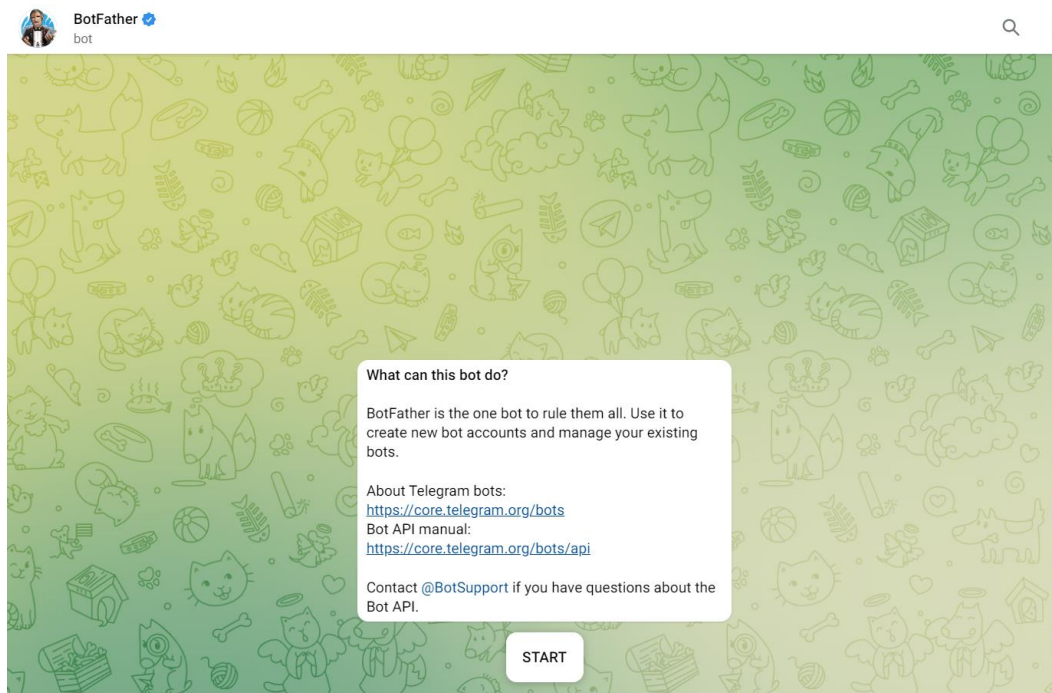 BotFather
bot
What can this bot do?
BotFather is the one bot to rule them all. Use it to
create new bot accounts and manage your existing
bots.
About Telegram bots:
https://core.telegram.org/bots
Bot API manual:
https://core.telegram.org/bots/api
Contact @BotSupport if you have questions about the
Bot API.
START